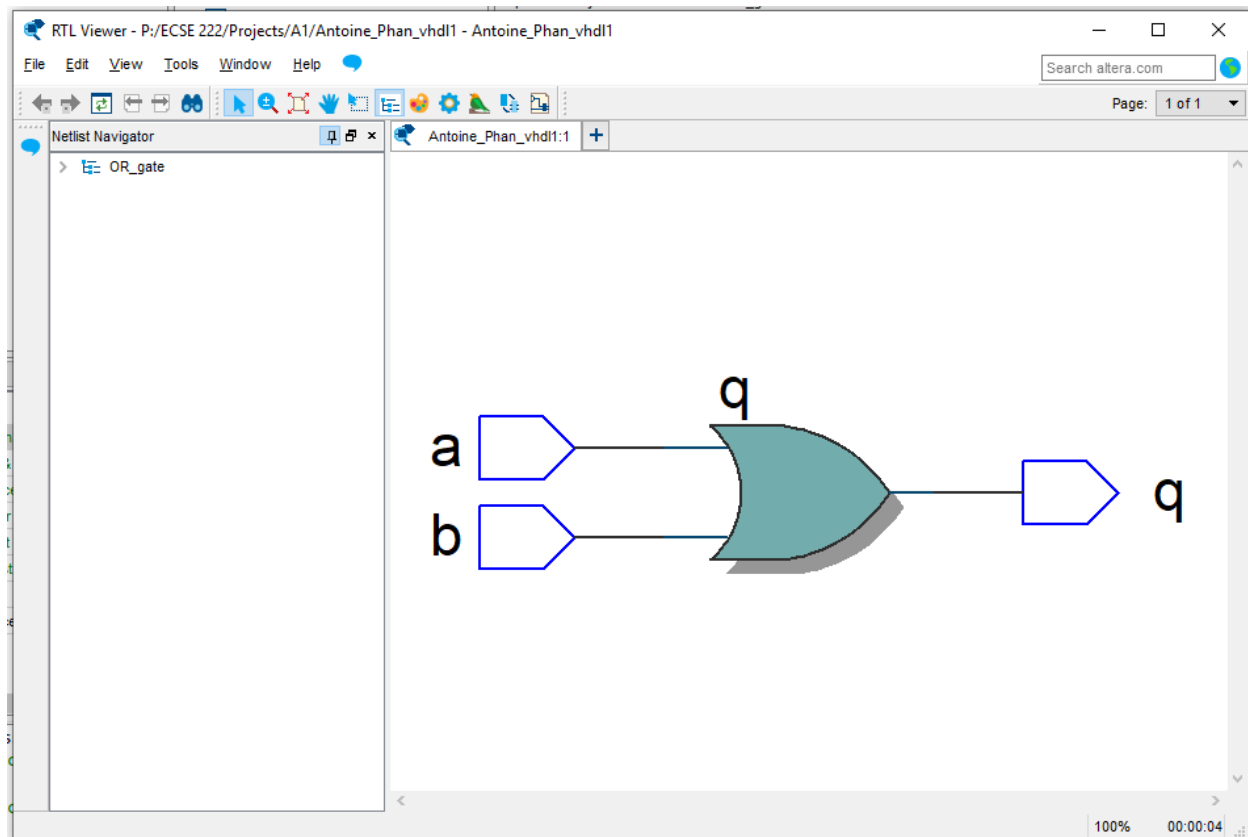 RTL Viewer - P:/ECSE 222/Projects/A1/Antoine_Phan_vhdl1 - Antoine_Phan_vhdl1
File Edit View Tools Window Help
Search altera.com
Page: 1 of 1
Netlist Navigator
Antoine_Phan_vhdl1:1
OR_gate
q
a
b
q
100% 00:00:04